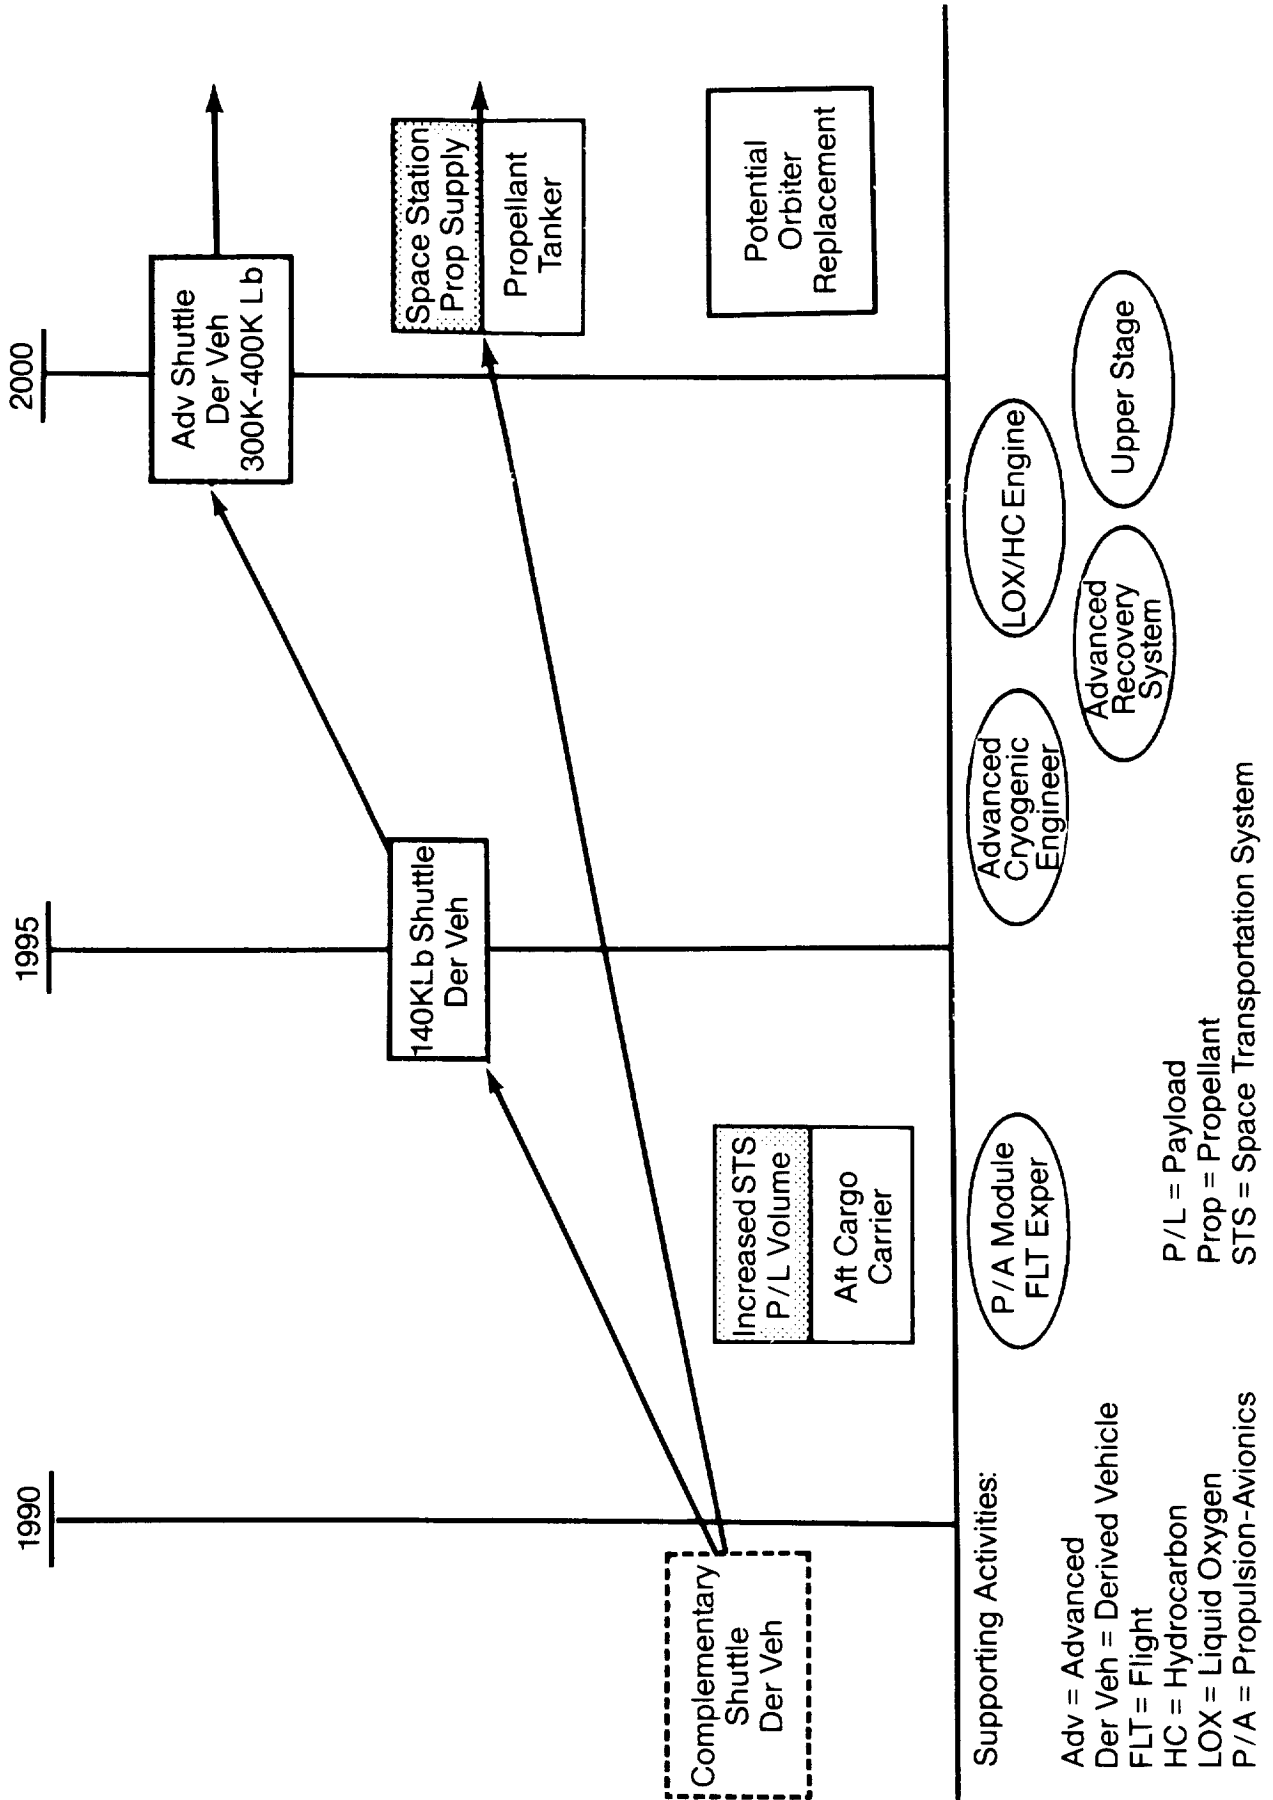 1990
1995
2000
Adv Shuttle
Der Veh
300K-400K Lb
140KLb Shuttle
Der Veh
Space Station
Prop Supply
Propellant
Tanker
Complementary
Shuttle
Der Veh
Increased STS
P/L Volume
Aft Cargo
Carrier
Potential
Orbiter
Replacement
Supporting Activities:
P/A Module
FLT Exper
Advanced
Cryogenic
Engineer
LOX/HC Engine
Advanced
Recovery
System
Upper Stage
Adv = Advanced
Der Veh = Derived Vehicle
FLT = Flight
HC = Hydrocarbon
LOX = Liquid Oxygen
P/A = Propulsion-Avionics
P/L = Payload
Prop = Propellant
STS = Space Transportation System